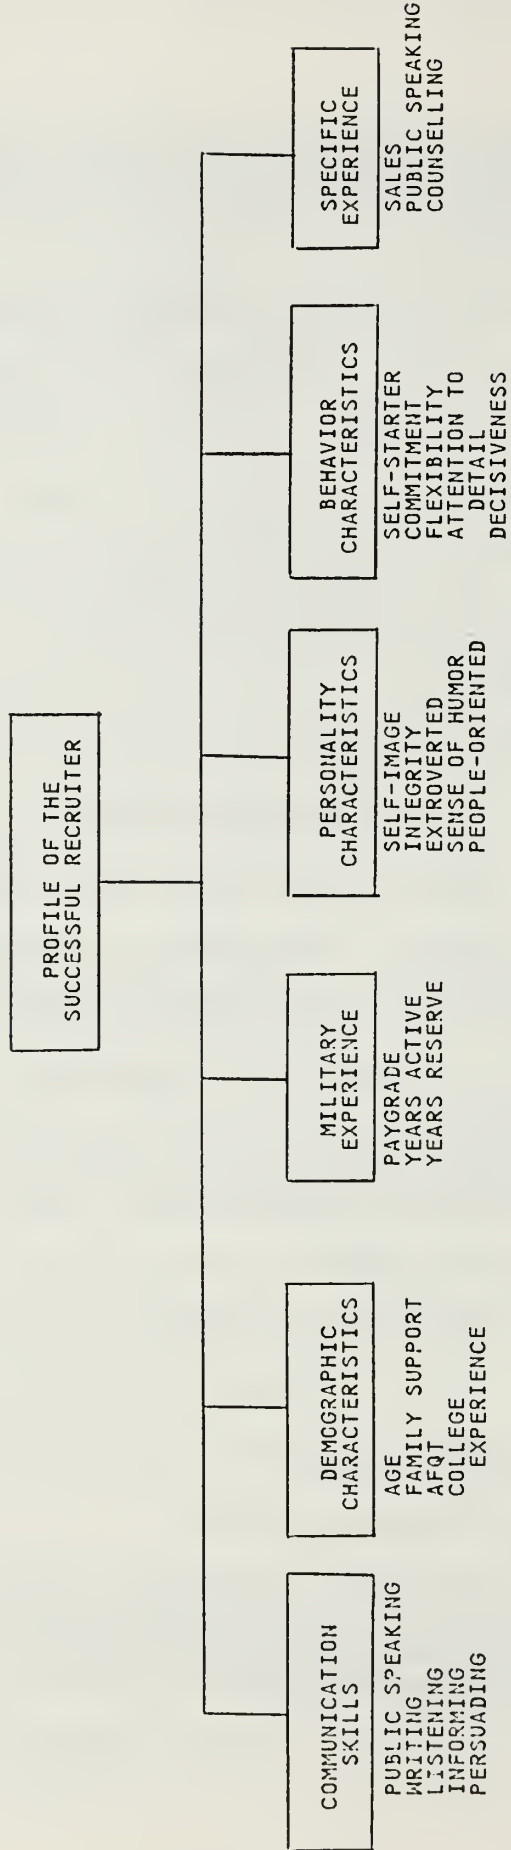 PROFILE OF THE
SUCCESSFUL RECRUITER
COMMUNICATION
SKILLS
PUBLIC SPEAKING
WRITING
LISTENING
INFORMING
PERSUADING
DEMOGRAPHIC
CHARACTERISTICS
AGE
FAMILY SUPPORT
AFQT
COLLEGE
EXPERIENCE
MILITARY
EXPERIENCE
PAYGRADE
YEARS ACTIVE
YEARS RESERVE
PERSONALITY
CHARACTERISTICS
SELF-IMAGE
INTEGRITY
EXTROVERTED
SENSE OF HUMOR
PEOPLE-ORIENTED
BEHAVIOR
CHARACTERISTICS
SELF-STARTER
COMMITMENT
FLEXIBILITY
ATTENTION TO
DETAIL
DECISIVENESS
SPECIFIC
EXPERIENCE
SALES
PUBLIC SPEAKING
COUNSELLING